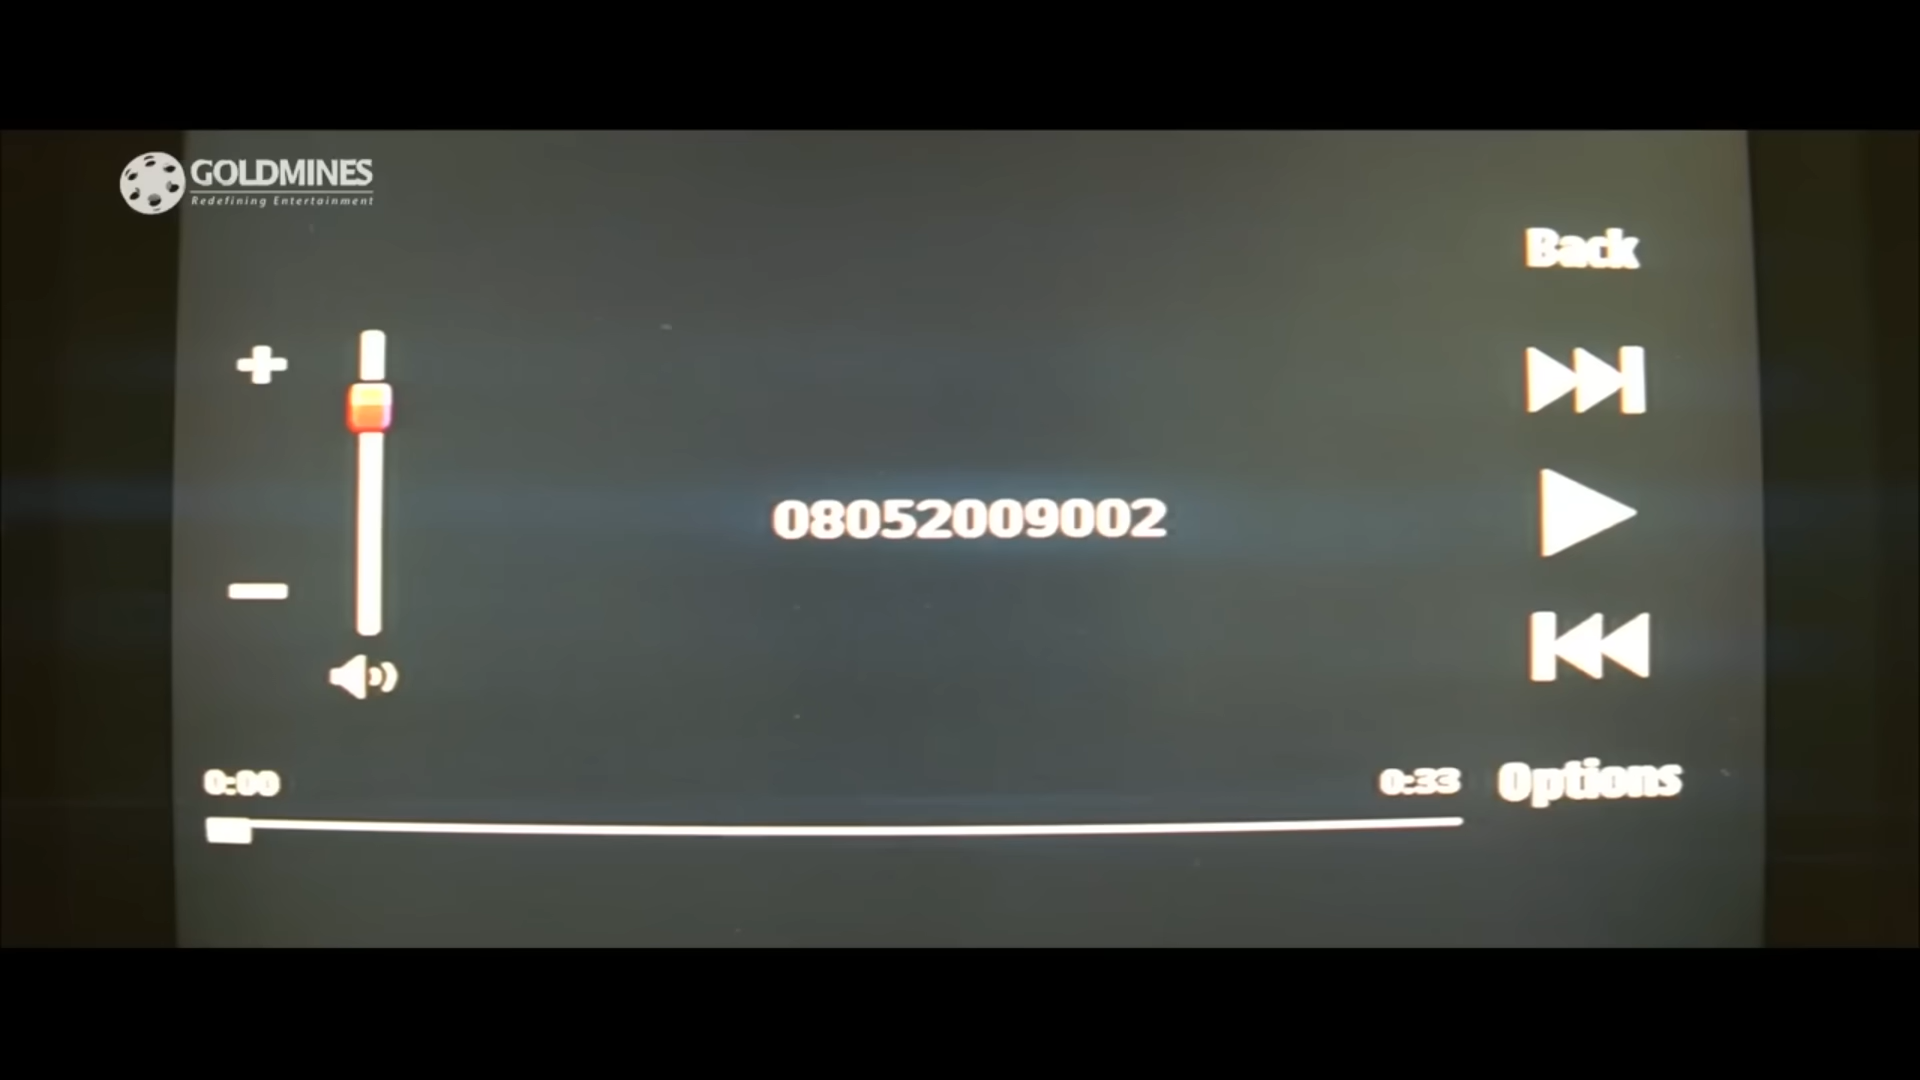 GOLDMINES
Redefining Entertainment
Back
08052009002
0:00
0:33
Options